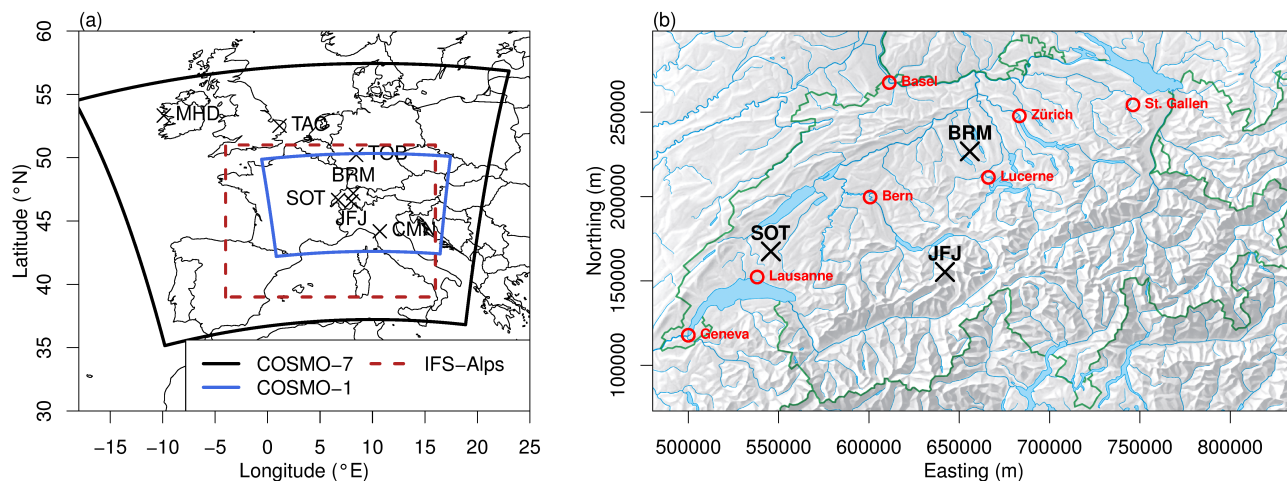 (a)
60
55
50
45
40
35
30
Latitude (°N)
MHD
TAC
TOB
BRM
SOT
JFJ
CMN
COSMO−7
IFS−Alps
COSMO−1
−15
−10
−5
0
5
10
15
20
25
Longitude (°E)
(b)
250000
200000
150000
100000
Northing (m)
Basel
St. Gallen
Zürich
BRM
Lucerne
Bern
SOT
JFJ
Lausanne
Geneva
500000
550000
600000
650000
700000
750000
800000
Easting (m)